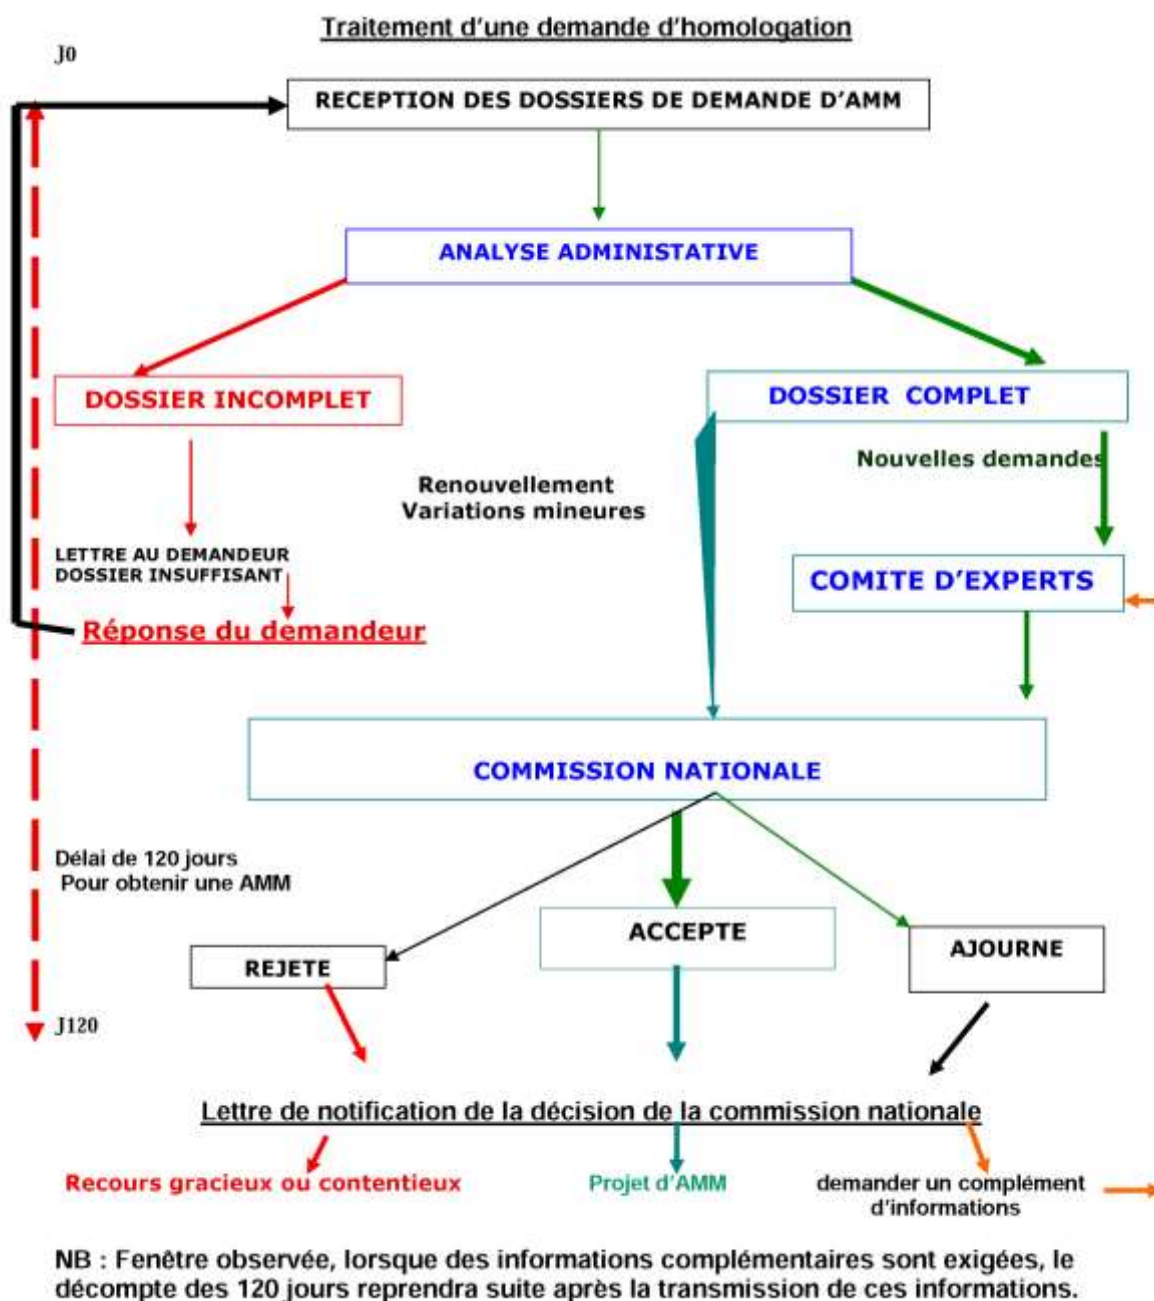 Traitement d'une demande d'homologation
J0
RECEPTION DES DOSSIERS DE DEMANDE D'AMM
ANALYSE ADMINISTATIVE
DOSSIER INCOMPLET
DOSSIER COMPLET
Nouvelles demandes
Renouvellement
Variations mineures
LETTRE AU DEMANDEUR
DOSSIER INSUFFISANT
COMITE D'EXPERTS
Réponse du demandeur
COMMISSION NATIONALE
Délai de 120 jours
Pour obtenir une AMM
ACCEPTE
REJETE
AJOURNE
J120
Lettre de notification de la décision de la commission nationale
Recours gracieux ou contentieux
Projet d'AMM
demander un complément
d'informations
NB : Fenêtre observée, lorsque des informations complémentaires sont exigées, le
décompte des 120 jours reprendra suite après la transmission de ces informations.